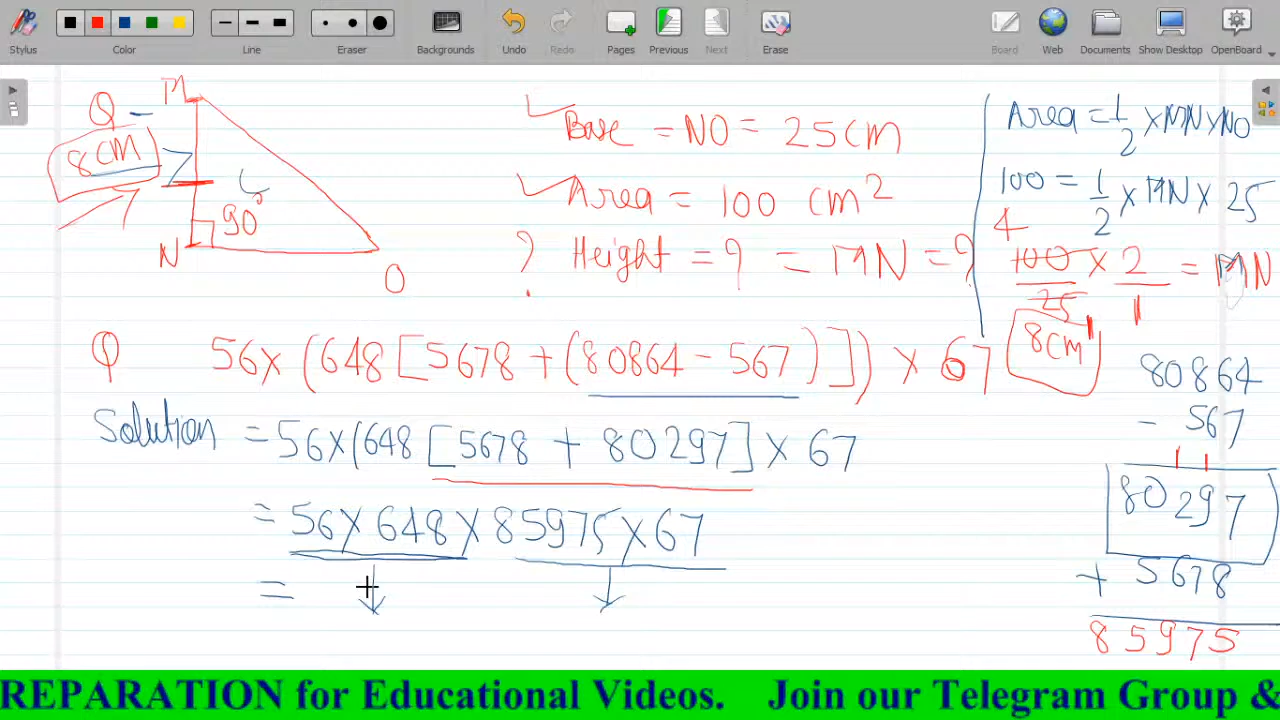 Stylus Color Line Eraser Backgrounds Undo Redo Pages Previous Next Erase Board Web Documents Show Desktop OpenBoard
Q - M
8cm
90°
N
O
Base = NO = 25cm
Area = 100 cm²
? Height = ? = MN = ?
Area = 1/2 × MN × NO
100 = 1/2 × MN × 25
4
100/25 × 2/1 = MN
8cm
Q 56 × (648 [5678 + (80864 - 567)]) × 67
Solution = 56 × (648 [5678 + 80297] × 67
= 56 × 648 × 85975 × 67
=
80864
- 567
80297
+ 5678
85975
REPARATION for Educational Videos. Join our Telegram Group &